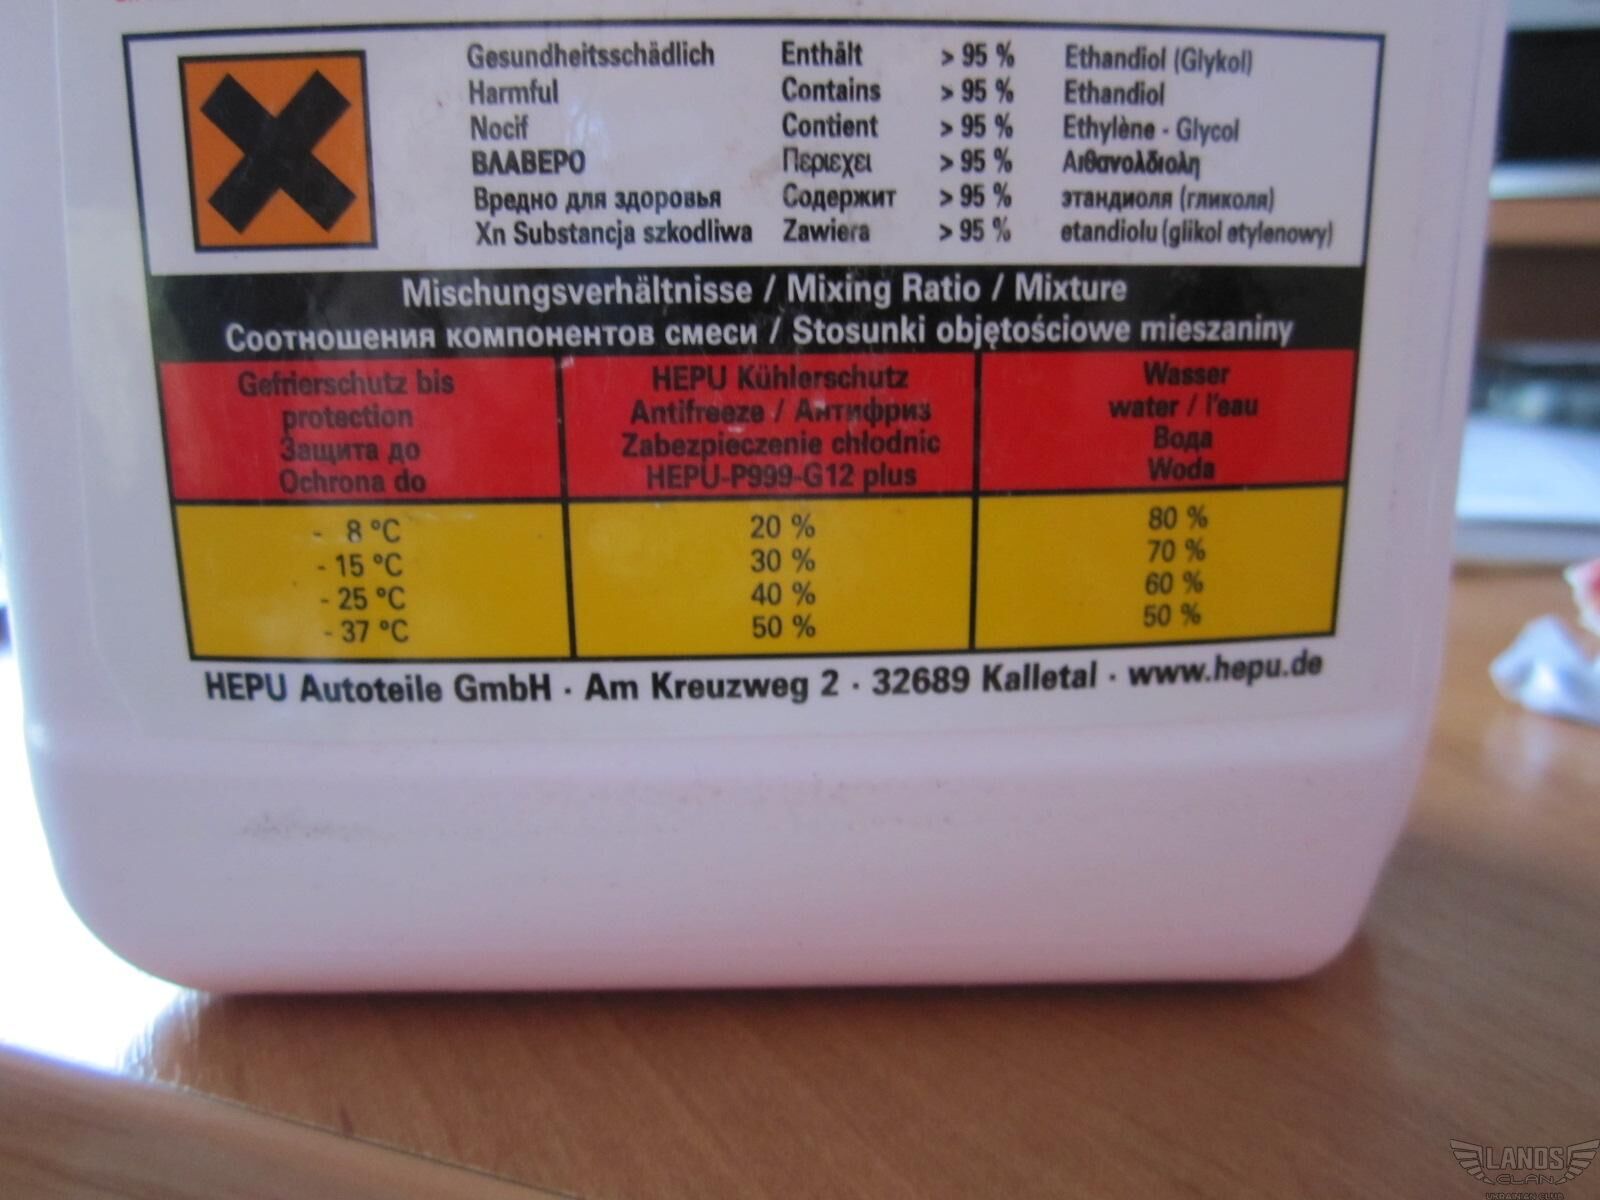 Gesundheitsschädlich Enthält > 95 % Ethandiol (Glykol)
Harmful Contains > 95 % Ethandiol
Nocif Contient > 95 % Ethylène - Glycol
ΒΛΑΒΕΡΟ Περιεχει > 95 % Αιθανολδιολη
Вредно для здоровья Содержит > 95 % этандиоля (гликоля)
Xn Substancja szkodliwa Zawiera > 95 % etandiolu (glikol etylenowy)
Mischungsverhältnisse / Mixing Ratio / Mixture
Соотношения компонентов смеси / Stosunki objętościowe mieszaniny
Gefrierschutz bis HEPU Kühlerschutz Wasser
protection Antifreeze / Антифриз water / l'eau
Защита до Zabezpieczenie chłodnic Вода
Ochrona do HEPU-P999-G12 plus Woda
- 8 °C 20 % 80 %
- 15 °C 30 % 70 %
- 25 °C 40 % 60 %
- 37 °C 50 % 50 %
HEPU Autoteile GmbH · Am Kreuzweg 2 · 32689 Kalletal · www.hepu.de
LANOS
CLAN
UKRAINIAN CLUB